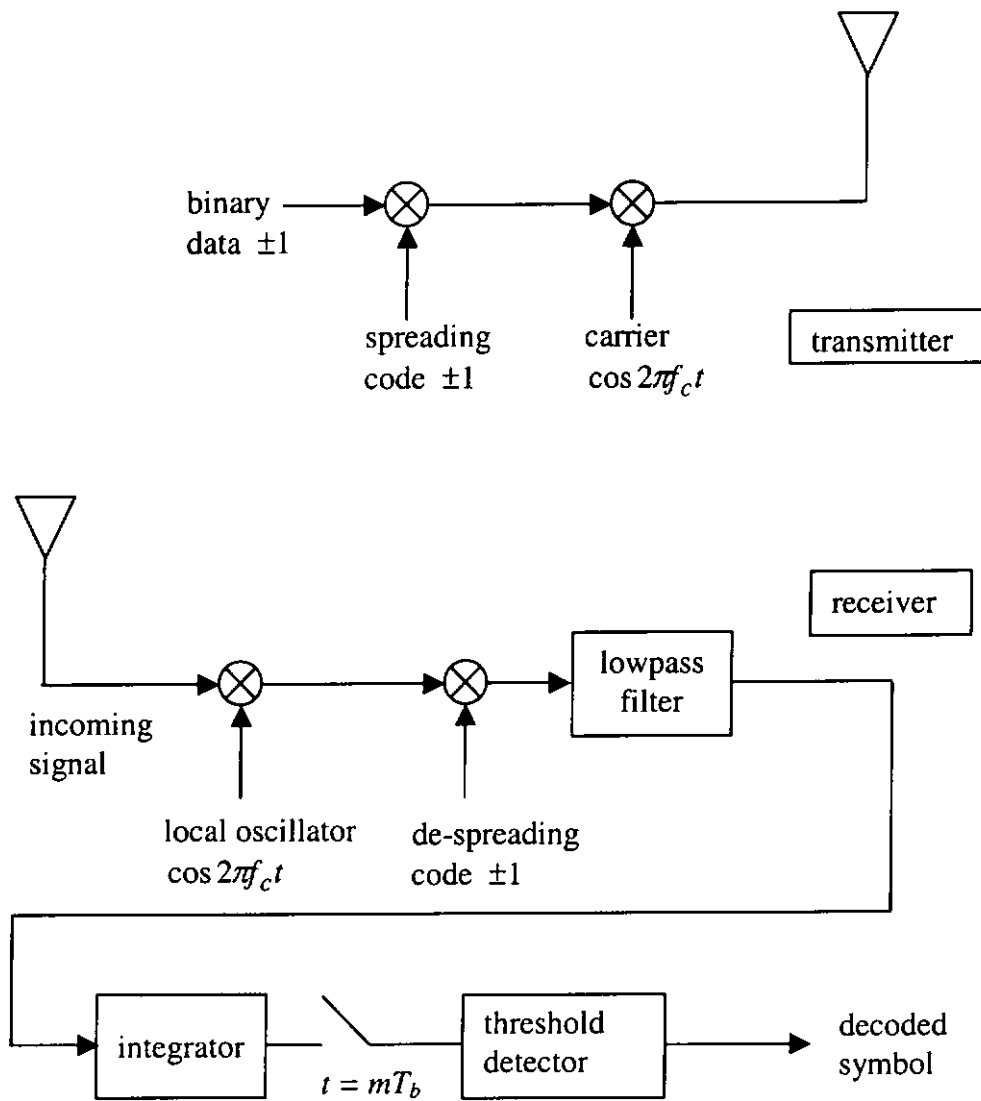 binary
data ±1
spreading
code ±1
carrier
cos 2πf_c t
transmitter
receiver
lowpass
filter
incoming
signal
local oscillator
cos 2πf_c t
de-spreading
code ±1
integrator
t = mT_b
threshold
detector
decoded
symbol